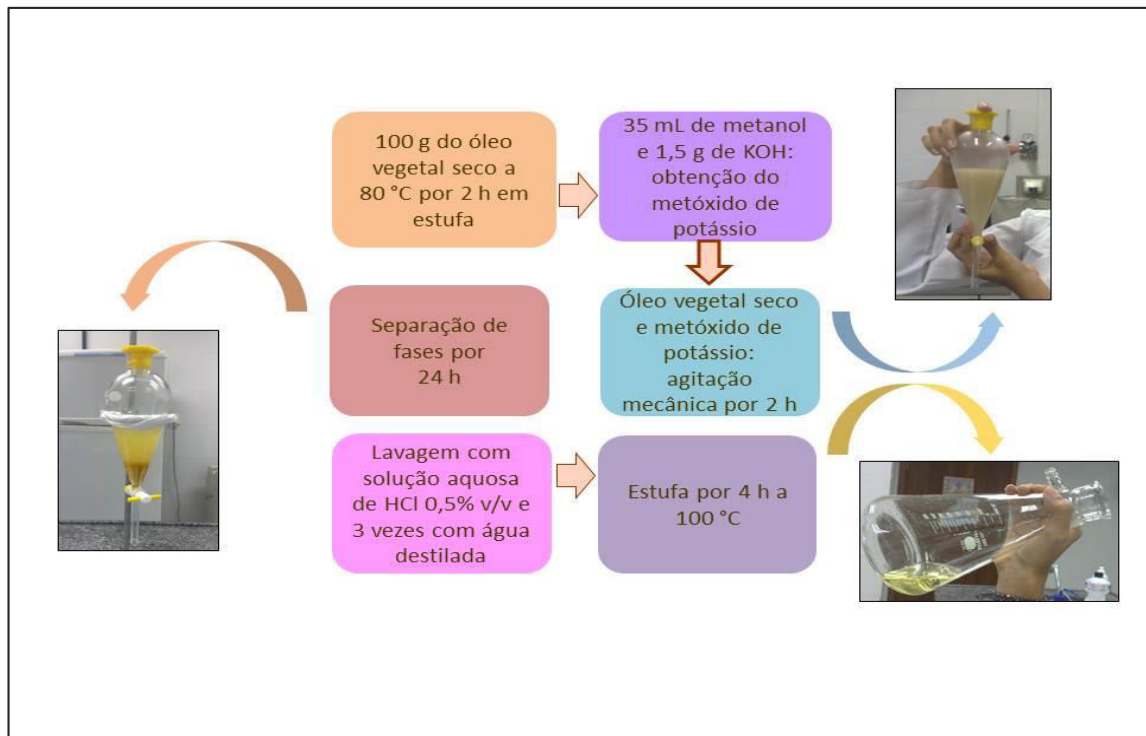 100 g do óleo
vegetal seco a
80 °C por 2 h em
estufa
35 mL de metanol
e 1,5 g de KOH:
obtenção do
metóxido de
potássio
Separação de
fases por
24 h
Óleo vegetal seco
e metóxido de
potássio:
agitação
mecânica por 2 h
Lavagem com
solução aquosa
de HCl 0,5% v/v e
3 vezes com água
destilada
Estufa por 4 h a
100 °C